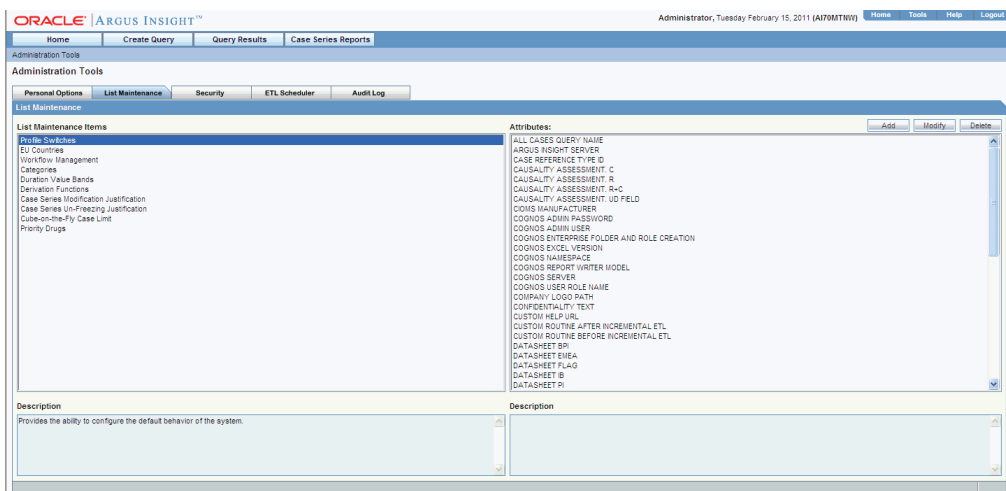 ORACLE ARGUS INSIGHT™
Administrator, Tuesday February 15, 2011 (AI70MTNW)
Home Tools Help Logout
Home Create Query Query Results Case Series Reports
Administration Tools
Administration Tools
Personal Options List Maintenance Security ETL Scheduler Audit Log
List Maintenance
List Maintenance Items
Profile Switches
EU Countries
Workflow Management
Categories
Duration Value Bands
Derivation Functions
Case Series Modification Justification
Case Series Un-Freezing Justification
Cube-on-the-Fly Case Limit
Priority Drugs
Attributes:
Add Modify Delete
ALL CASES QUERY NAME
ARGUS INSIGHT SERVER
CASE REFERENCE TYPE ID
CAUSALITY ASSESSMENT. C
CAUSALITY ASSESSMENT. R
CAUSALITY ASSESSMENT. R+C
CAUSALITY ASSESSMENT. UD FIELD
CIOMS MANUFACTURER
COGNOS ADMIN PASSWORD
COGNOS ADMIN USER
COGNOS ENTERPRISE FOLDER AND ROLE CREATION
COGNOS EXCEL VERSION
COGNOS NAMESPACE
COGNOS REPORT WRITER MODEL
COGNOS SERVER
COGNOS USER ROLE NAME
COMPANY LOGO PATH
CONFIDENTIALITY TEXT
CUSTOM HELP URL
CUSTOM ROUTINE AFTER INCREMENTAL ETL
CUSTOM ROUTINE BEFORE INCREMENTAL ETL
DATASHEET BPI
DATASHEET EMEA
DATASHEET FLAG
DATASHEET IB
DATASHEET PI
Description
Provides the ability to configure the default behavior of the system.
Description